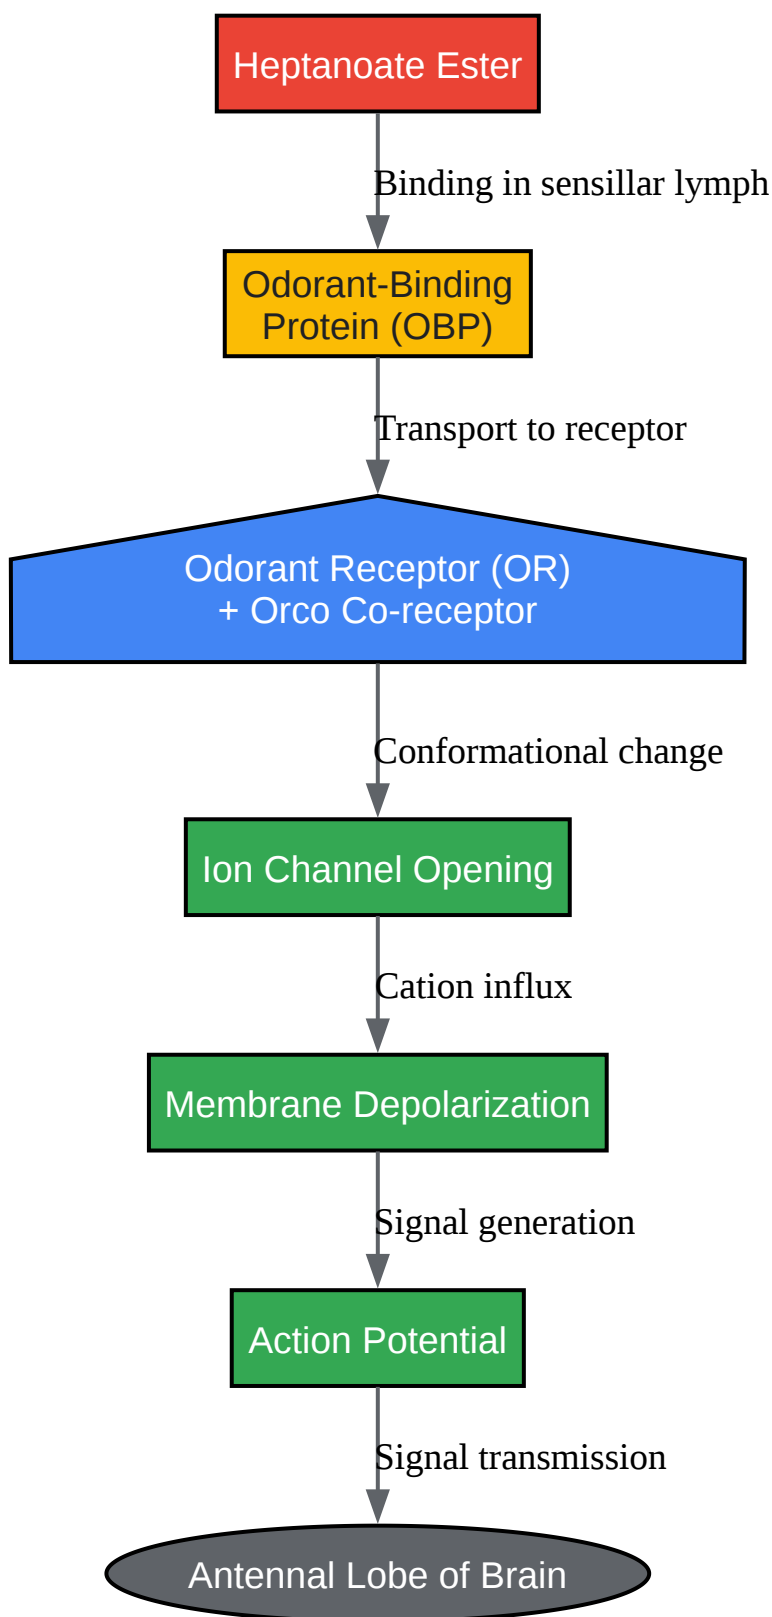 Heptanoate Ester
Binding in sensillar lymph
Odorant-Binding
Protein (OBP)
Transport to receptor
Odorant Receptor (OR)
+ Orco Co-receptor
Conformational change
Ion Channel Opening
Cation influx
Membrane Depolarization
Signal generation
Action Potential
Signal transmission
Antennal Lobe of Brain